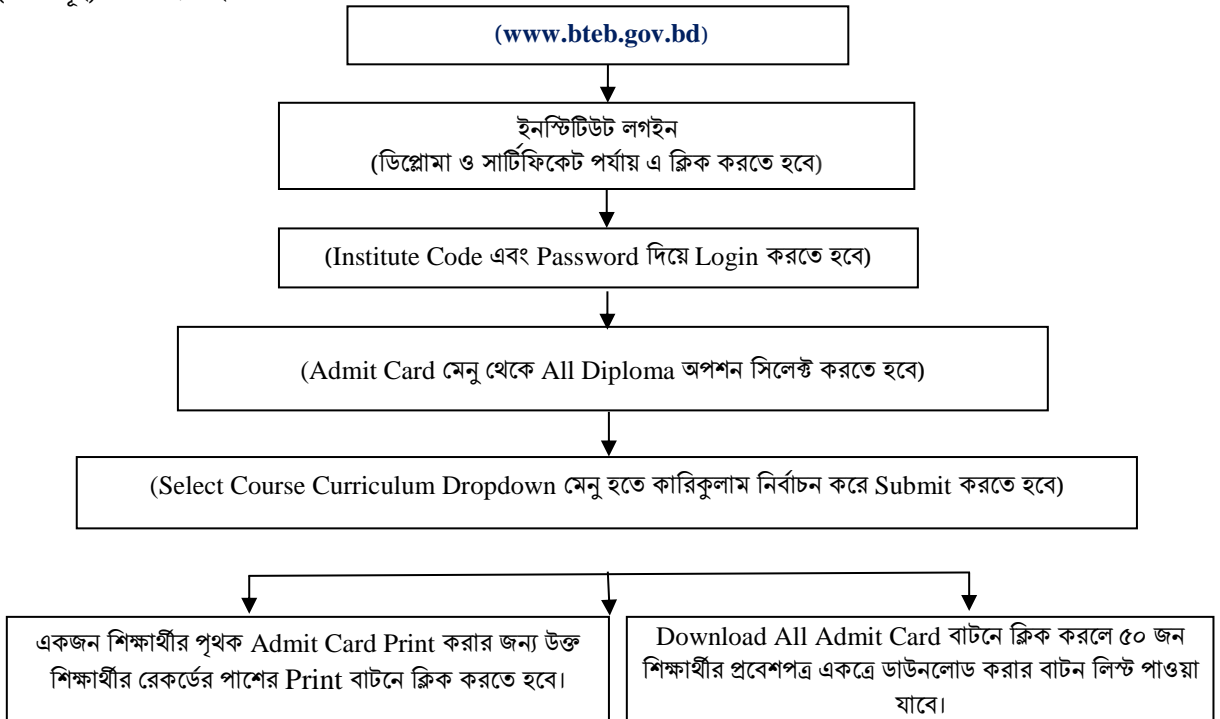 (www.bteb.gov.bd)
ইনস্টিটিউট লগইন
(ডিপ্লোমা ও সার্টিফিকেট পর্যায় এ ক্লিক করতে হবে)
(Institute Code এবং Password দিয়ে Login করতে হবে)
(Admit Card মেনু থেকে All Diploma অপশন সিলেক্ট করতে হবে)
(Select Course Curriculum Dropdown মেনু হতে কারিকুলাম নির্বাচন করে Submit করতে হবে)
একজন শিক্ষার্থীর পৃথক Admit Card Print করার জন্য উক্ত
শিক্ষার্থীর রেকর্ডের পাশের Print বাটনে ক্লিক করতে হবে।
Download All Admit Card বাটনে ক্লিক করলে ৫০ জন
শিক্ষার্থীর প্রবেশপত্র একত্রে ডাউনলোড করার বাটন লিস্ট পাওয়া
যাবে।